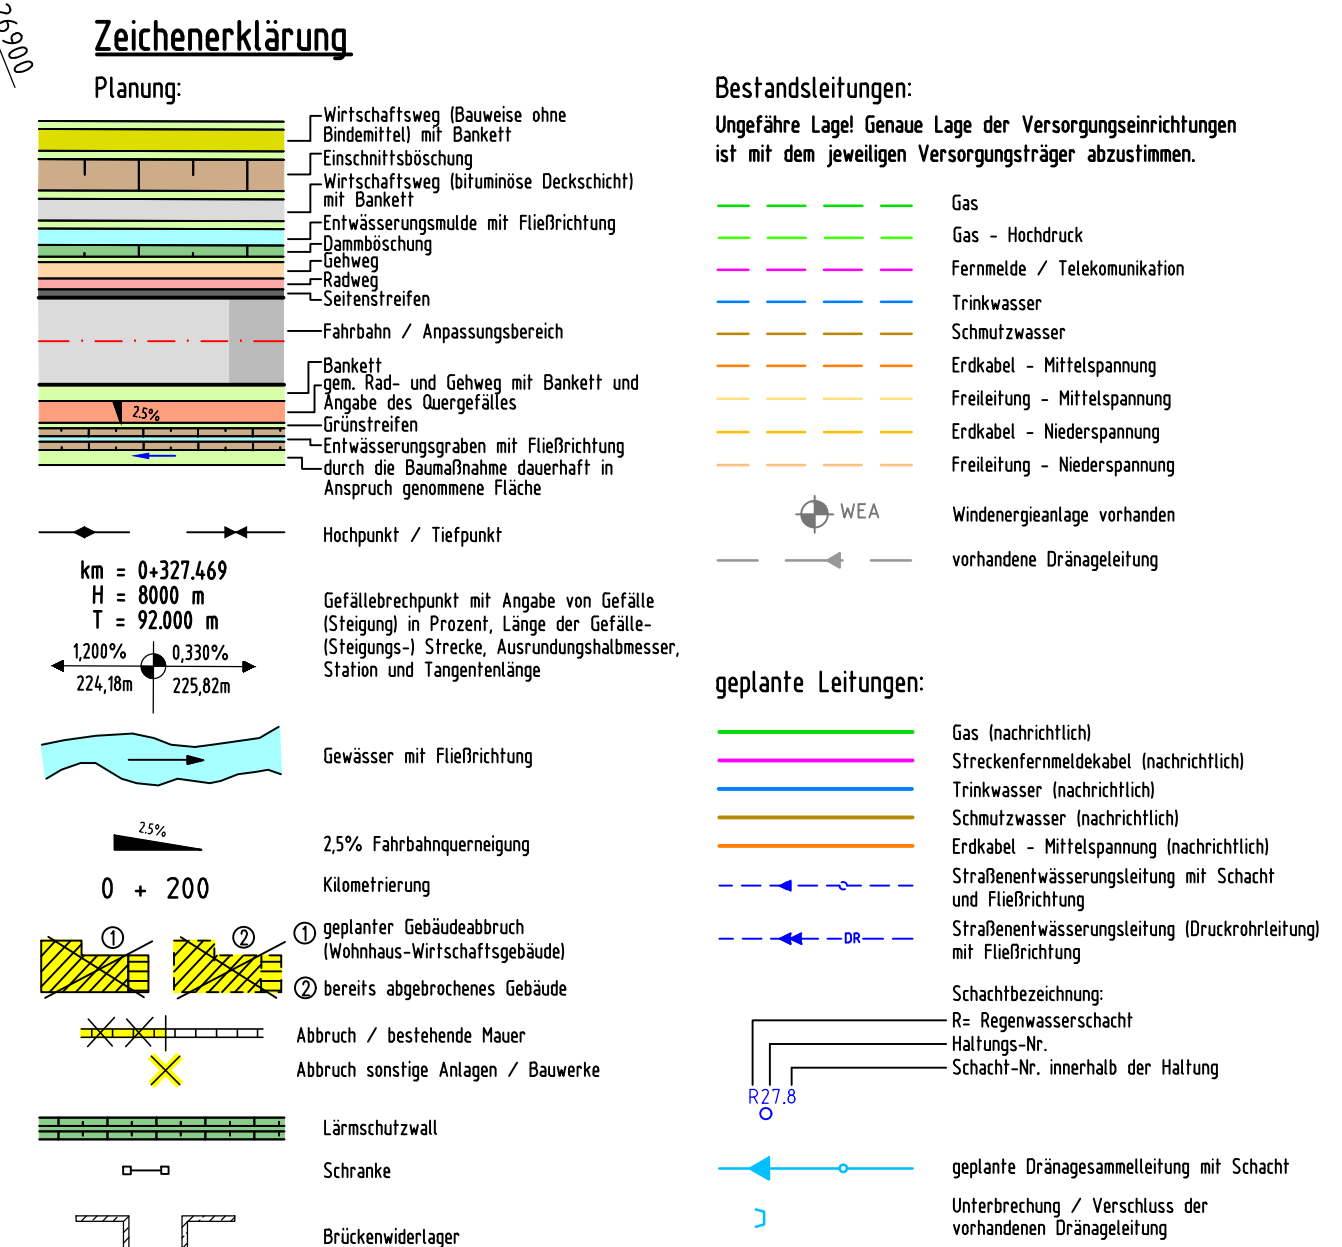 26900
Zeichenerklärung
Planung:
Wirtschaftsweg (Bauweise ohne
Bindemittel) mit Bankett
Einschnittsböschung
Wirtschaftsweg (bituminöse Deckschicht)
mit Bankett
Entwässerungsmulde mit Fließrichtung
Dammböschung
Gehweg
Radweg
Seitenstreifen
Fahrbahn / Anpassungsbereich
Bankett
gem. Rad- und Gehweg mit Bankett und
Angabe des Quergefälles
2.5%
Grünstreifen
Entwässerungsgraben mit Fließrichtung
durch die Baumaßnahme dauerhaft in
Anspruch genommene Fläche
Hochpunkt / Tiefpunkt
km = 0+327.469
H = 8000 m
T = 92.000 m
1,200% 0,330%
224,18m 225,82m
Gefällebrechpunkt mit Angabe von Gefälle
(Steigung) in Prozent, Länge der Gefälle-
(Steigungs-) Strecke, Ausrundungshalbmesser,
Station und Tangentenlänge
Gewässer mit Fließrichtung
2.5%
2,5% Fahrbahnquerneigung
0 + 200
Kilometrierung
1 2
1 geplanter Gebäudeabbruch
(Wohnhaus-Wirtschaftsgebäude)
2 bereits abgebrochenes Gebäude
Abbruch / bestehende Mauer
Abbruch sonstige Anlagen / Bauwerke
Lärmschutzwall
Schranke
Brückenwiderlager
Bestandsleitungen:
Ungefähre Lage! Genaue Lage der Versorgungseinrichtungen
ist mit dem jeweiligen Versorgungsträger abzustimmen.
Gas
Gas - Hochdruck
Fernmelde / Telekomunikation
Trinkwasser
Schmutzwasser
Erdkabel - Mittelspannung
Freileitung - Mittelspannung
Erdkabel - Niederspannung
Freileitung - Niederspannung
WEA
Windenergieanlage vorhanden
vorhandene Dränageleitung
geplante Leitungen:
Gas (nachrichtlich)
Streckenfernmeldekabel (nachrichtlich)
Trinkwasser (nachrichtlich)
Schmutzwasser (nachrichtlich)
Erdkabel - Mittelspannung (nachrichtlich)
Straßenentwässerungsleitung mit Schacht
und Fließrichtung
DR
Straßenentwässerungsleitung (Druckrohrleitung)
mit Fließrichtung
Schachtbezeichnung:
R= Regenwasserschacht
Haltungs-Nr.
Schacht-Nr. innerhalb der Haltung
R27.8
geplante Dränagesammelleitung mit Schacht
Unterbrechung / Verschluss der
vorhandenen Dränageleitung